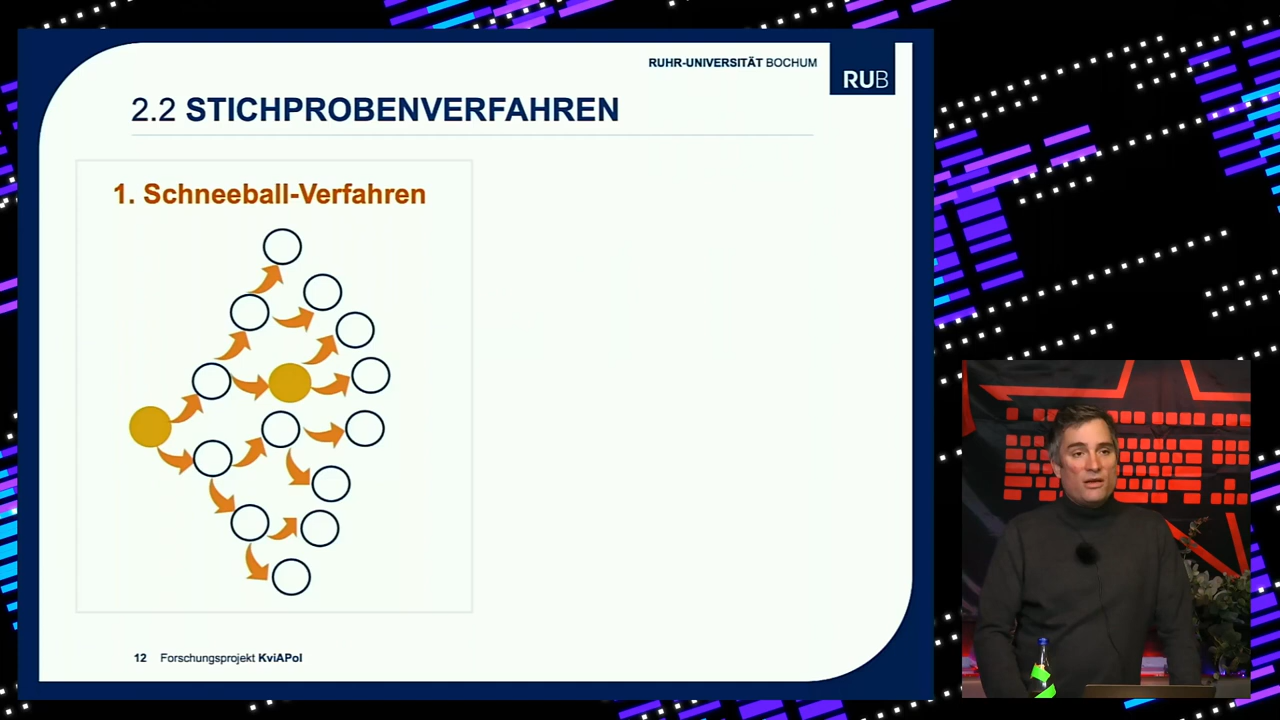 RUHR-UNIVERSITÄT BOCHUM
RUB
2.2 STICHPROBENVERFAHREN
1. Schneeball-Verfahren
12 Forschungsprojekt KviAPol